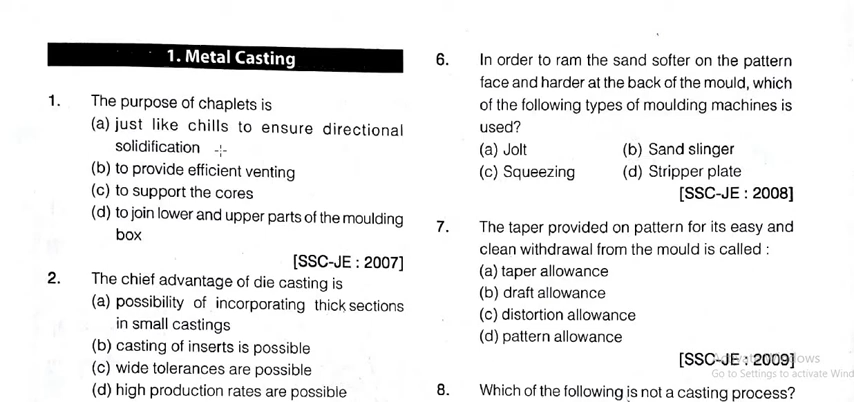 1. Metal Casting
1. The purpose of chaplets is
(a) just like chills to ensure directional
solidification
(b) to provide efficient venting
(c) to support the cores
(d) to join lower and upper parts of the moulding
box
[SSC-JE : 2007]
2. The chief advantage of die casting is
(a) possibility of incorporating thick sections
in small castings
(b) casting of inserts is possible
(c) wide tolerances are possible
(d) high production rates are possible
6. In order to ram the sand softer on the pattern
face and harder at the back of the mould, which
of the following types of moulding machines is
used?
(a) Jolt (b) Sand slinger
(c) Squeezing (d) Stripper plate
[SSC-JE : 2008]
7. The taper provided on pattern for its easy and
clean withdrawal from the mould is called :
(a) taper allowance
(b) draft allowance
(c) distortion allowance
(d) pattern allowance
[SSC-JE : 2009]
Go to Settings to activate Wind
8. Which of the following is not a casting process?